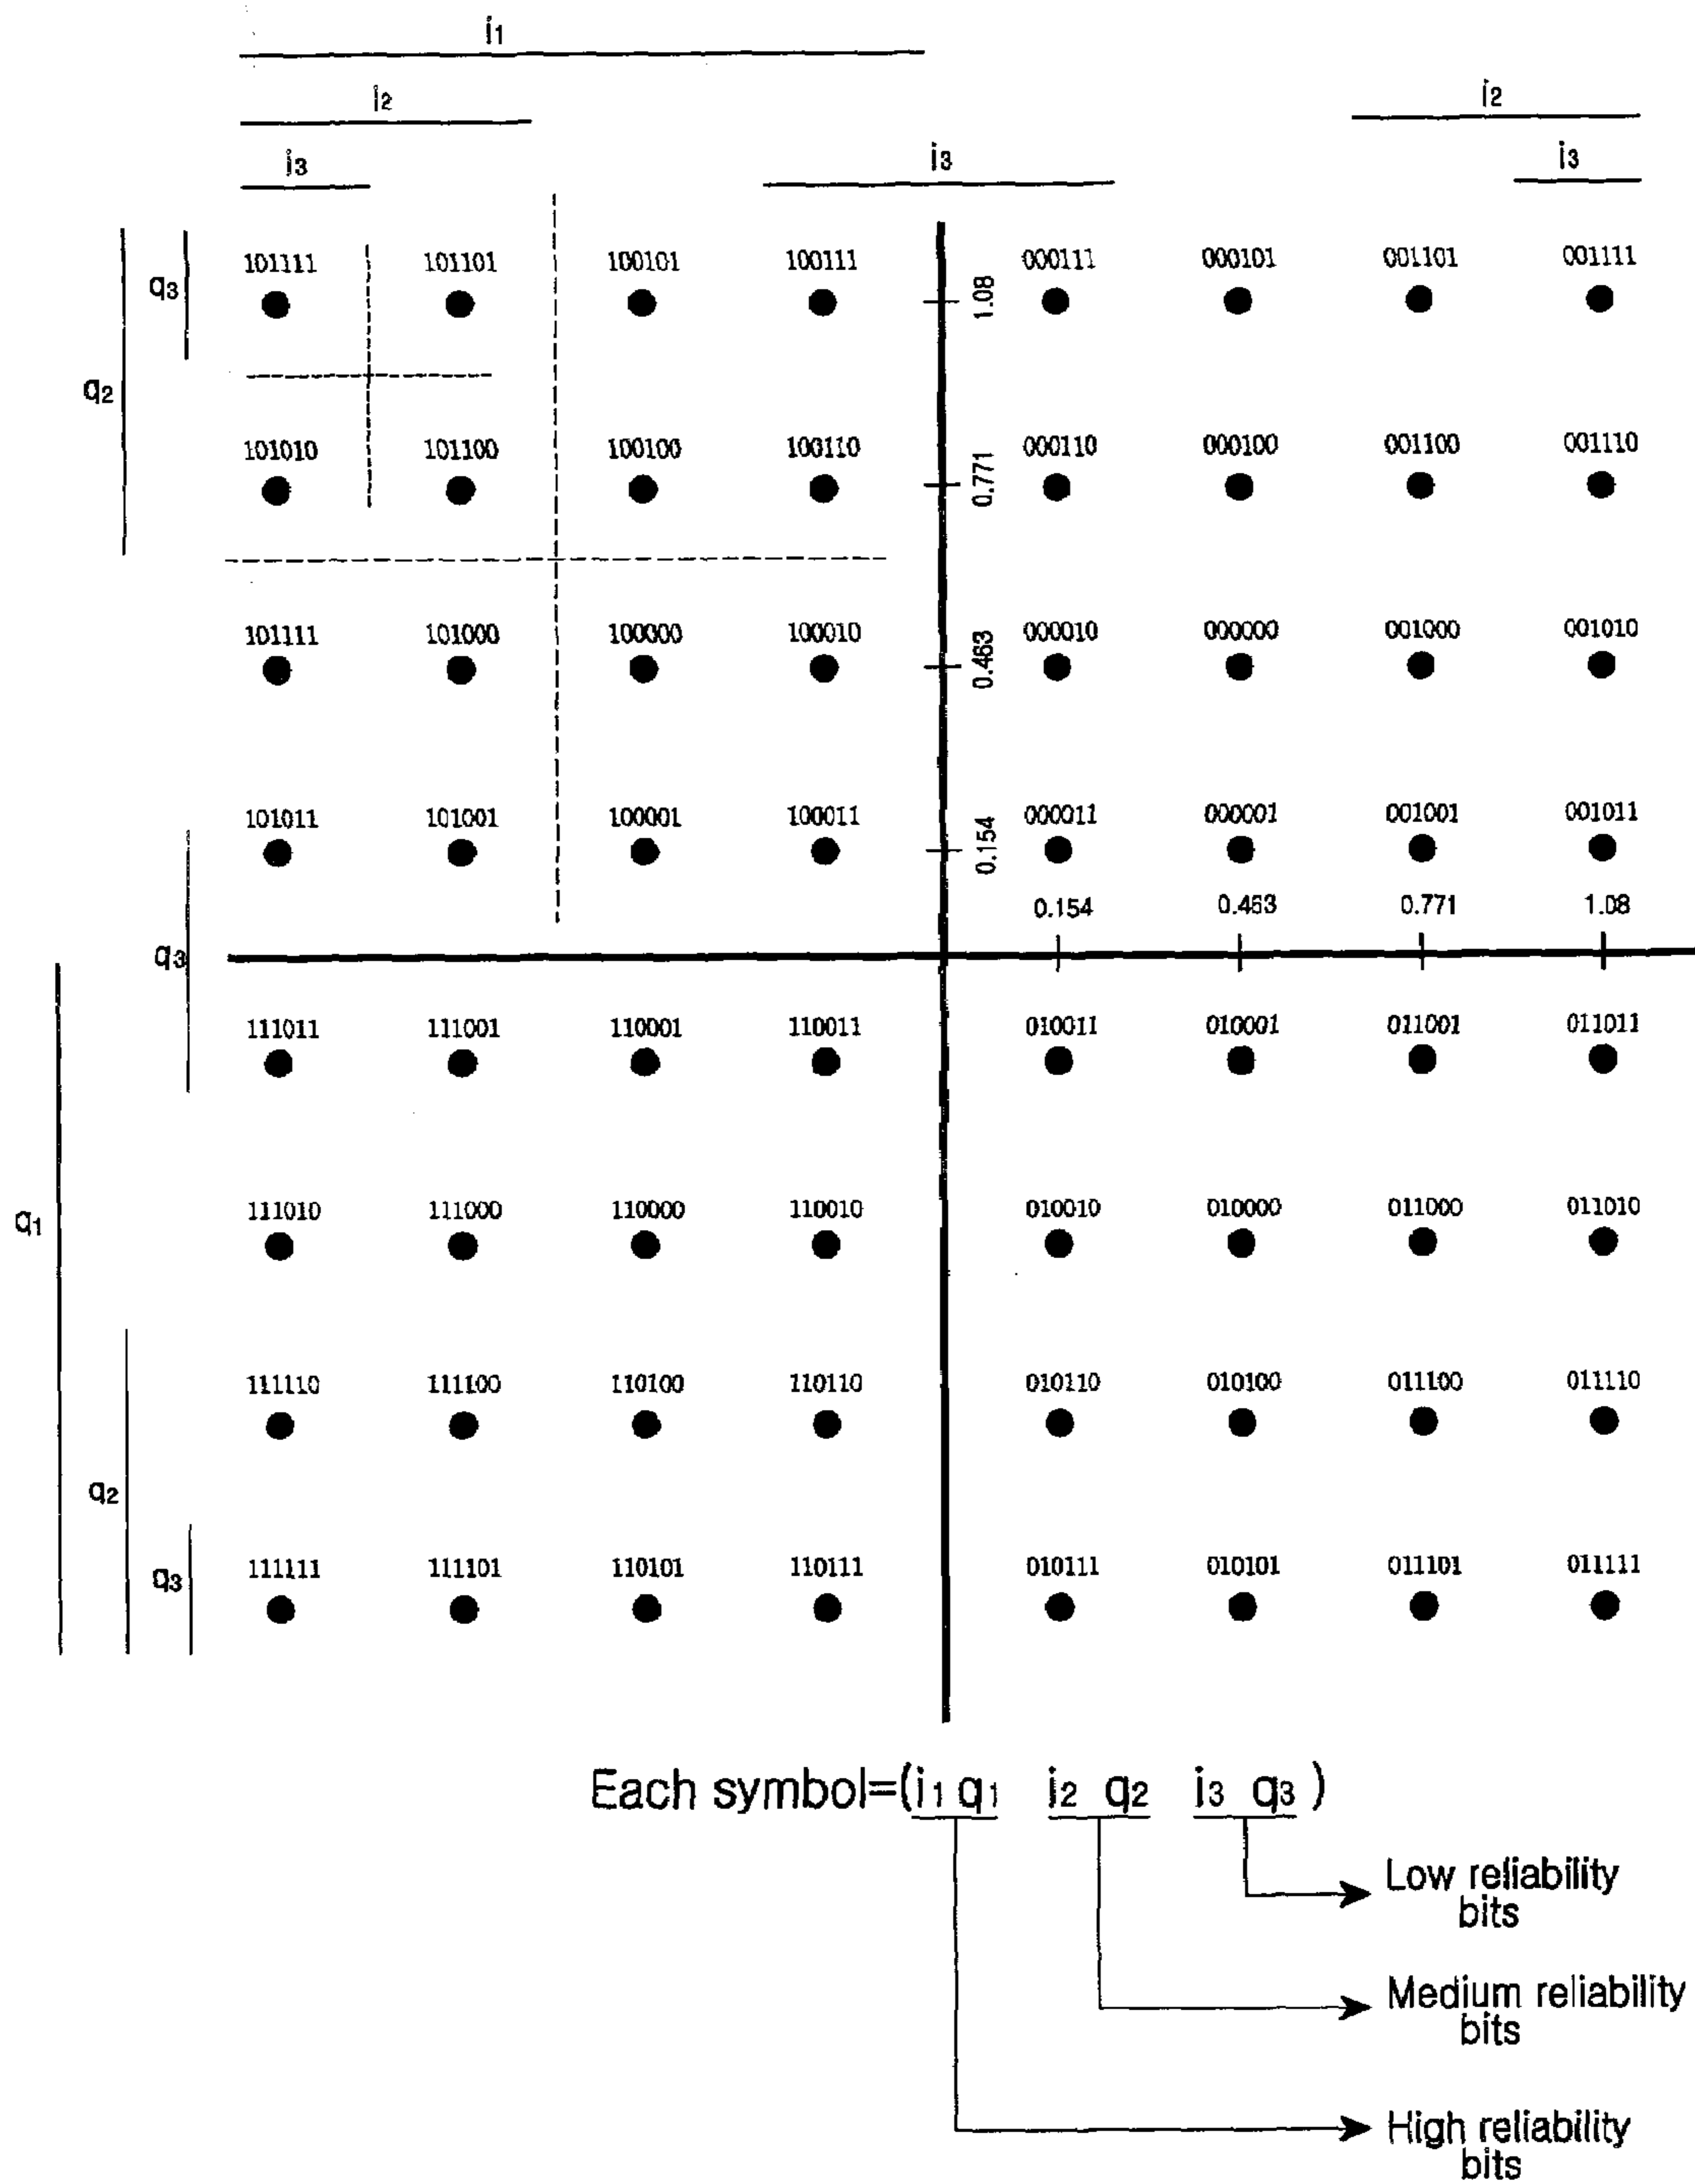 i1
i2 i2
i3 i3 i3
q3 101111 101101 100101 100111 1.08 000111 000101 001101 001111
q2
101010 101100 100100 100110 0.771 000110 000100 001100 001110
101111 101000 100000 100010 0.463 000010 000000 001000 001010
101011 101001 100001 100011 0.154 000011 000001 001001 001011
0.154 0.463 0.771 1.08
q3
111011 111001 110001 110011 010011 010001 011001 011011
q1 111010 111000 110000 110010 010010 010000 011000 011010
111110 111100 110100 110110 010110 010100 011100 011110
q2
q3 111111 111101 110101 110111 010111 010101 011101 011111
Each symbol=(i1 q1 i2 q2 i3 q3 )
Low reliability
bits
Medium reliability
bits
High reliability
bits